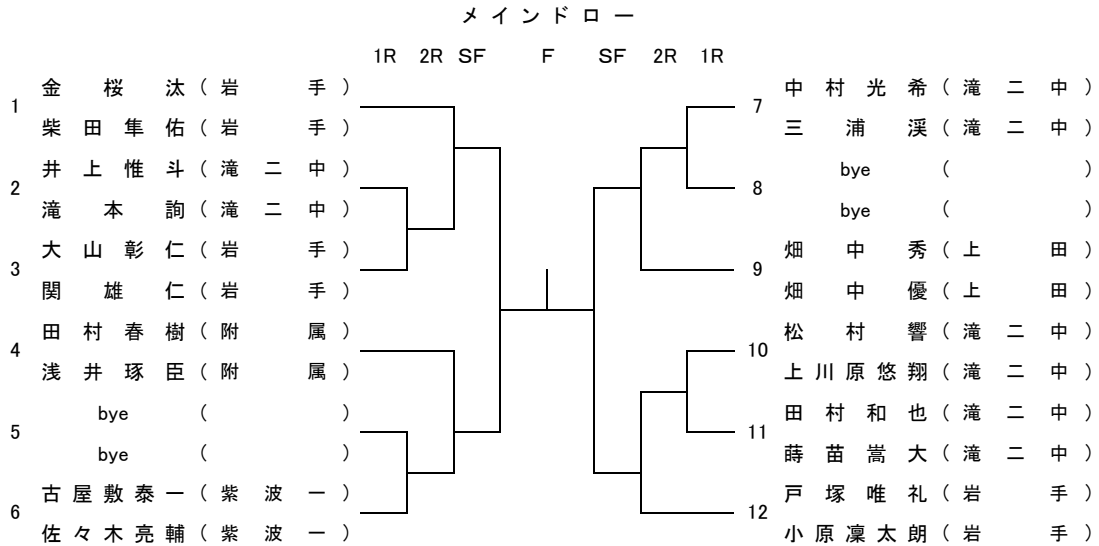 メインドロー
1R 2R SF F SF 2R 1R
1 金桜汰(岩手)
柴田隼佑(岩手)
2 井上惟斗(滝二中)
滝本詢(滝二中)
3 大山彰仁(岩手)
関雄仁(岩手)
4 田村春樹(附属)
浅井琢臣(附属)
5 bye ( )
bye ( )
6 古屋敷泰一(紫波一)
佐々木亮輔(紫波一)
7 中村光希(滝二中)
三浦渓(滝二中)
8 bye ( )
bye ( )
9 畑中秀(上田)
畑中優(上田)
10 松村響(滝二中)
上川原悠翔(滝二中)
11 田村和也(滝二中)
蒔苗嵩大(滝二中)
12 戸塚唯礼(岩手)
小原凜太朗(岩手)